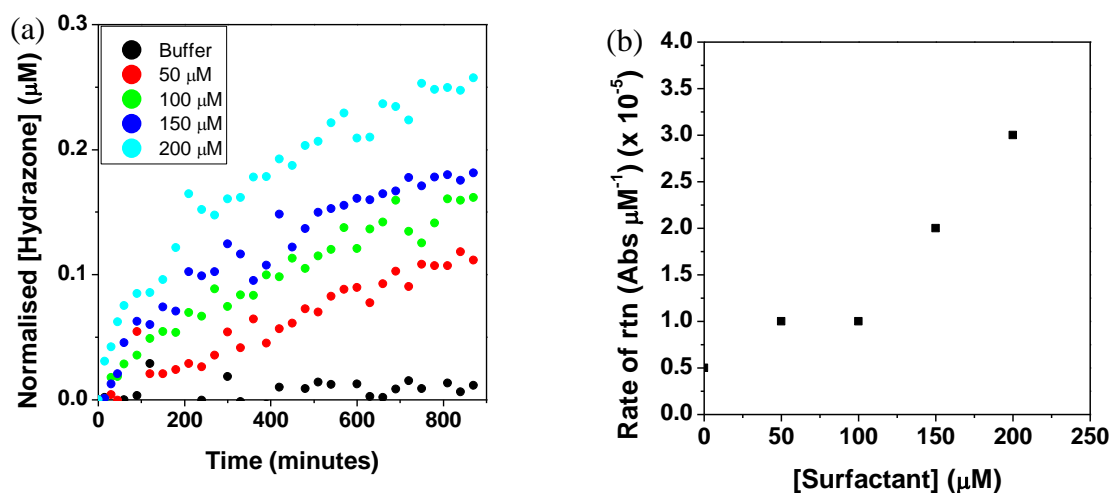 (a)
Normalised [Hydrazone] (μM)
0.3
0.2
0.1
0.0
Buffer
50 μM
100 μM
150 μM
200 μM
0 200 400 600 800
Time (minutes)
(b)
Rate of rtn (Abs μM⁻¹) (x 10⁻⁵)
4.0
3.5
3.0
2.5
2.0
1.5
1.0
0.5
0.0
0 50 100 150 200 250
[Surfactant] (μM)